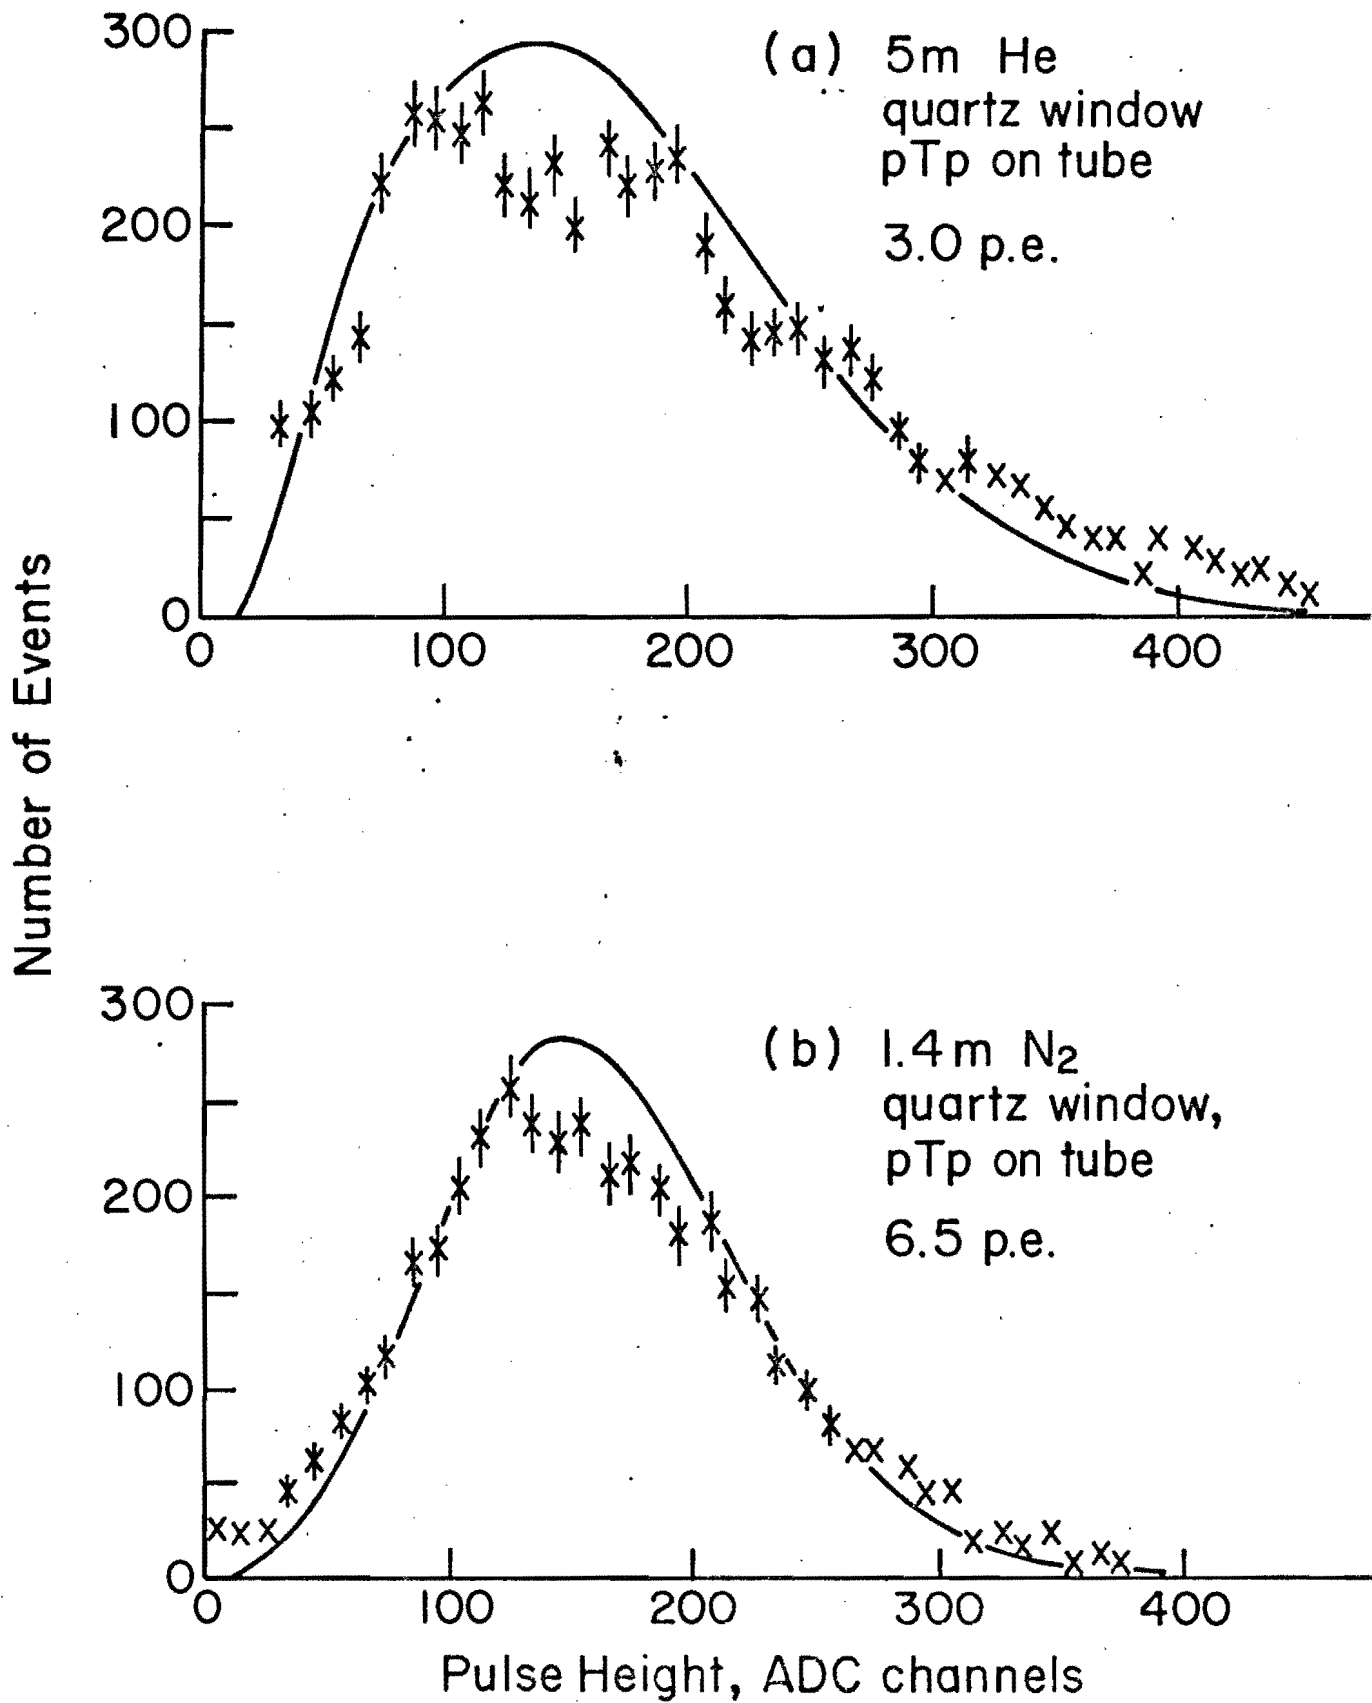 300
200
100
0
0 100 200 300 400
(a) 5m He
quartz window
pTp on tube
3.0 p.e.
Number of Events
300
200
100
0
0 100 200 300 400
(b) 1.4m N2
quartz window,
pTp on tube
6.5 p.e.
Pulse Height, ADC channels